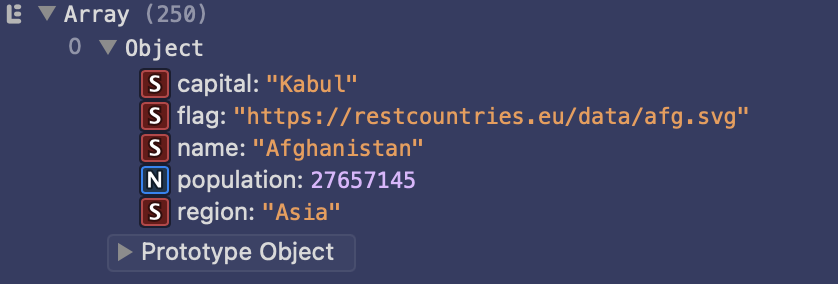 E Array (250)
0 Object
S capital: "Kabul"
S flag: "https://restcountries.eu/data/afg.svg"
S name: "Afghanistan"
N population: 27657145
S region: "Asia"
Prototype Object